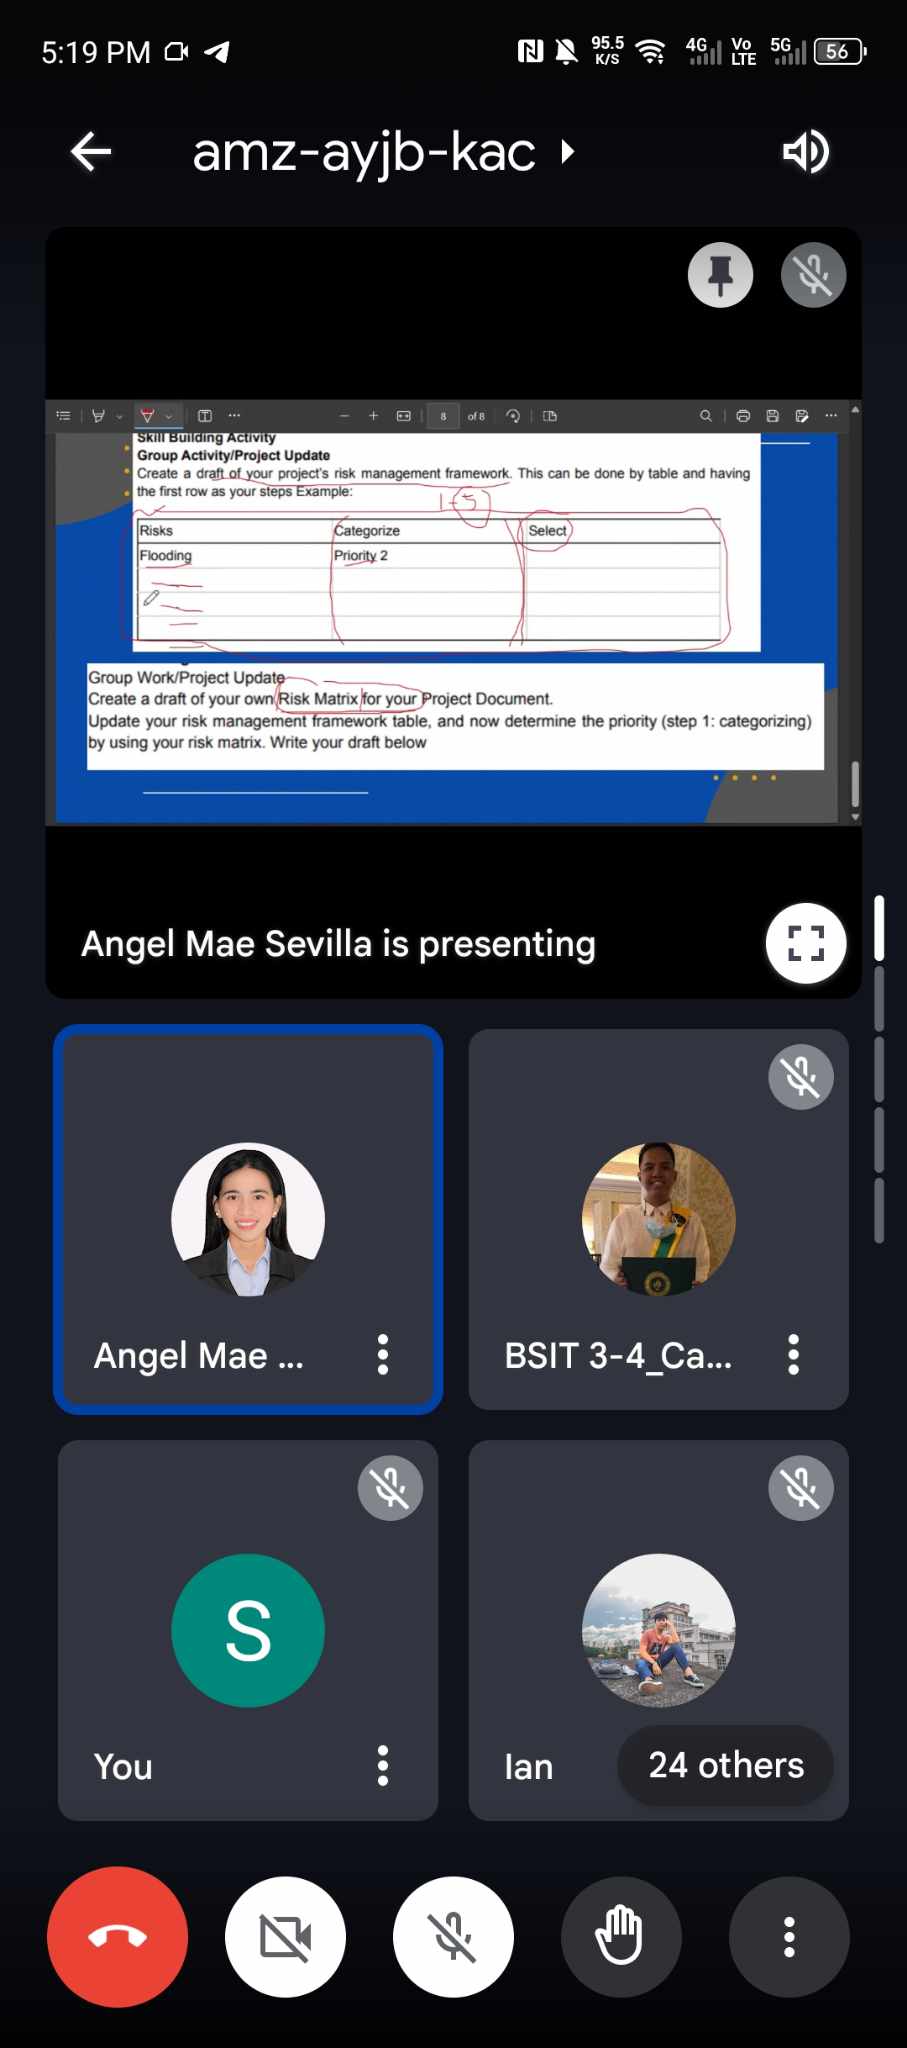 5:19 PM
95.5 K/S 4G Vo LTE 5G 56
amz-ayjb-kac
8 of 8
Skill Building Activity
Group Activity/Project Update
Create a draft of your project's risk management framework. This can be done by table and having
the first row as your steps Example:
1-5
Risks Categorize Select
Flooding Priority 2
Group Work/Project Update
Create a draft of your own Risk Matrix for your Project Document.
Update your risk management framework table, and now determine the priority (step 1: categorizing)
by using your risk matrix. Write your draft below
Angel Mae Sevilla is presenting
Angel Mae ...
BSIT 3-4_Ca...
S
You
Ian
24 others